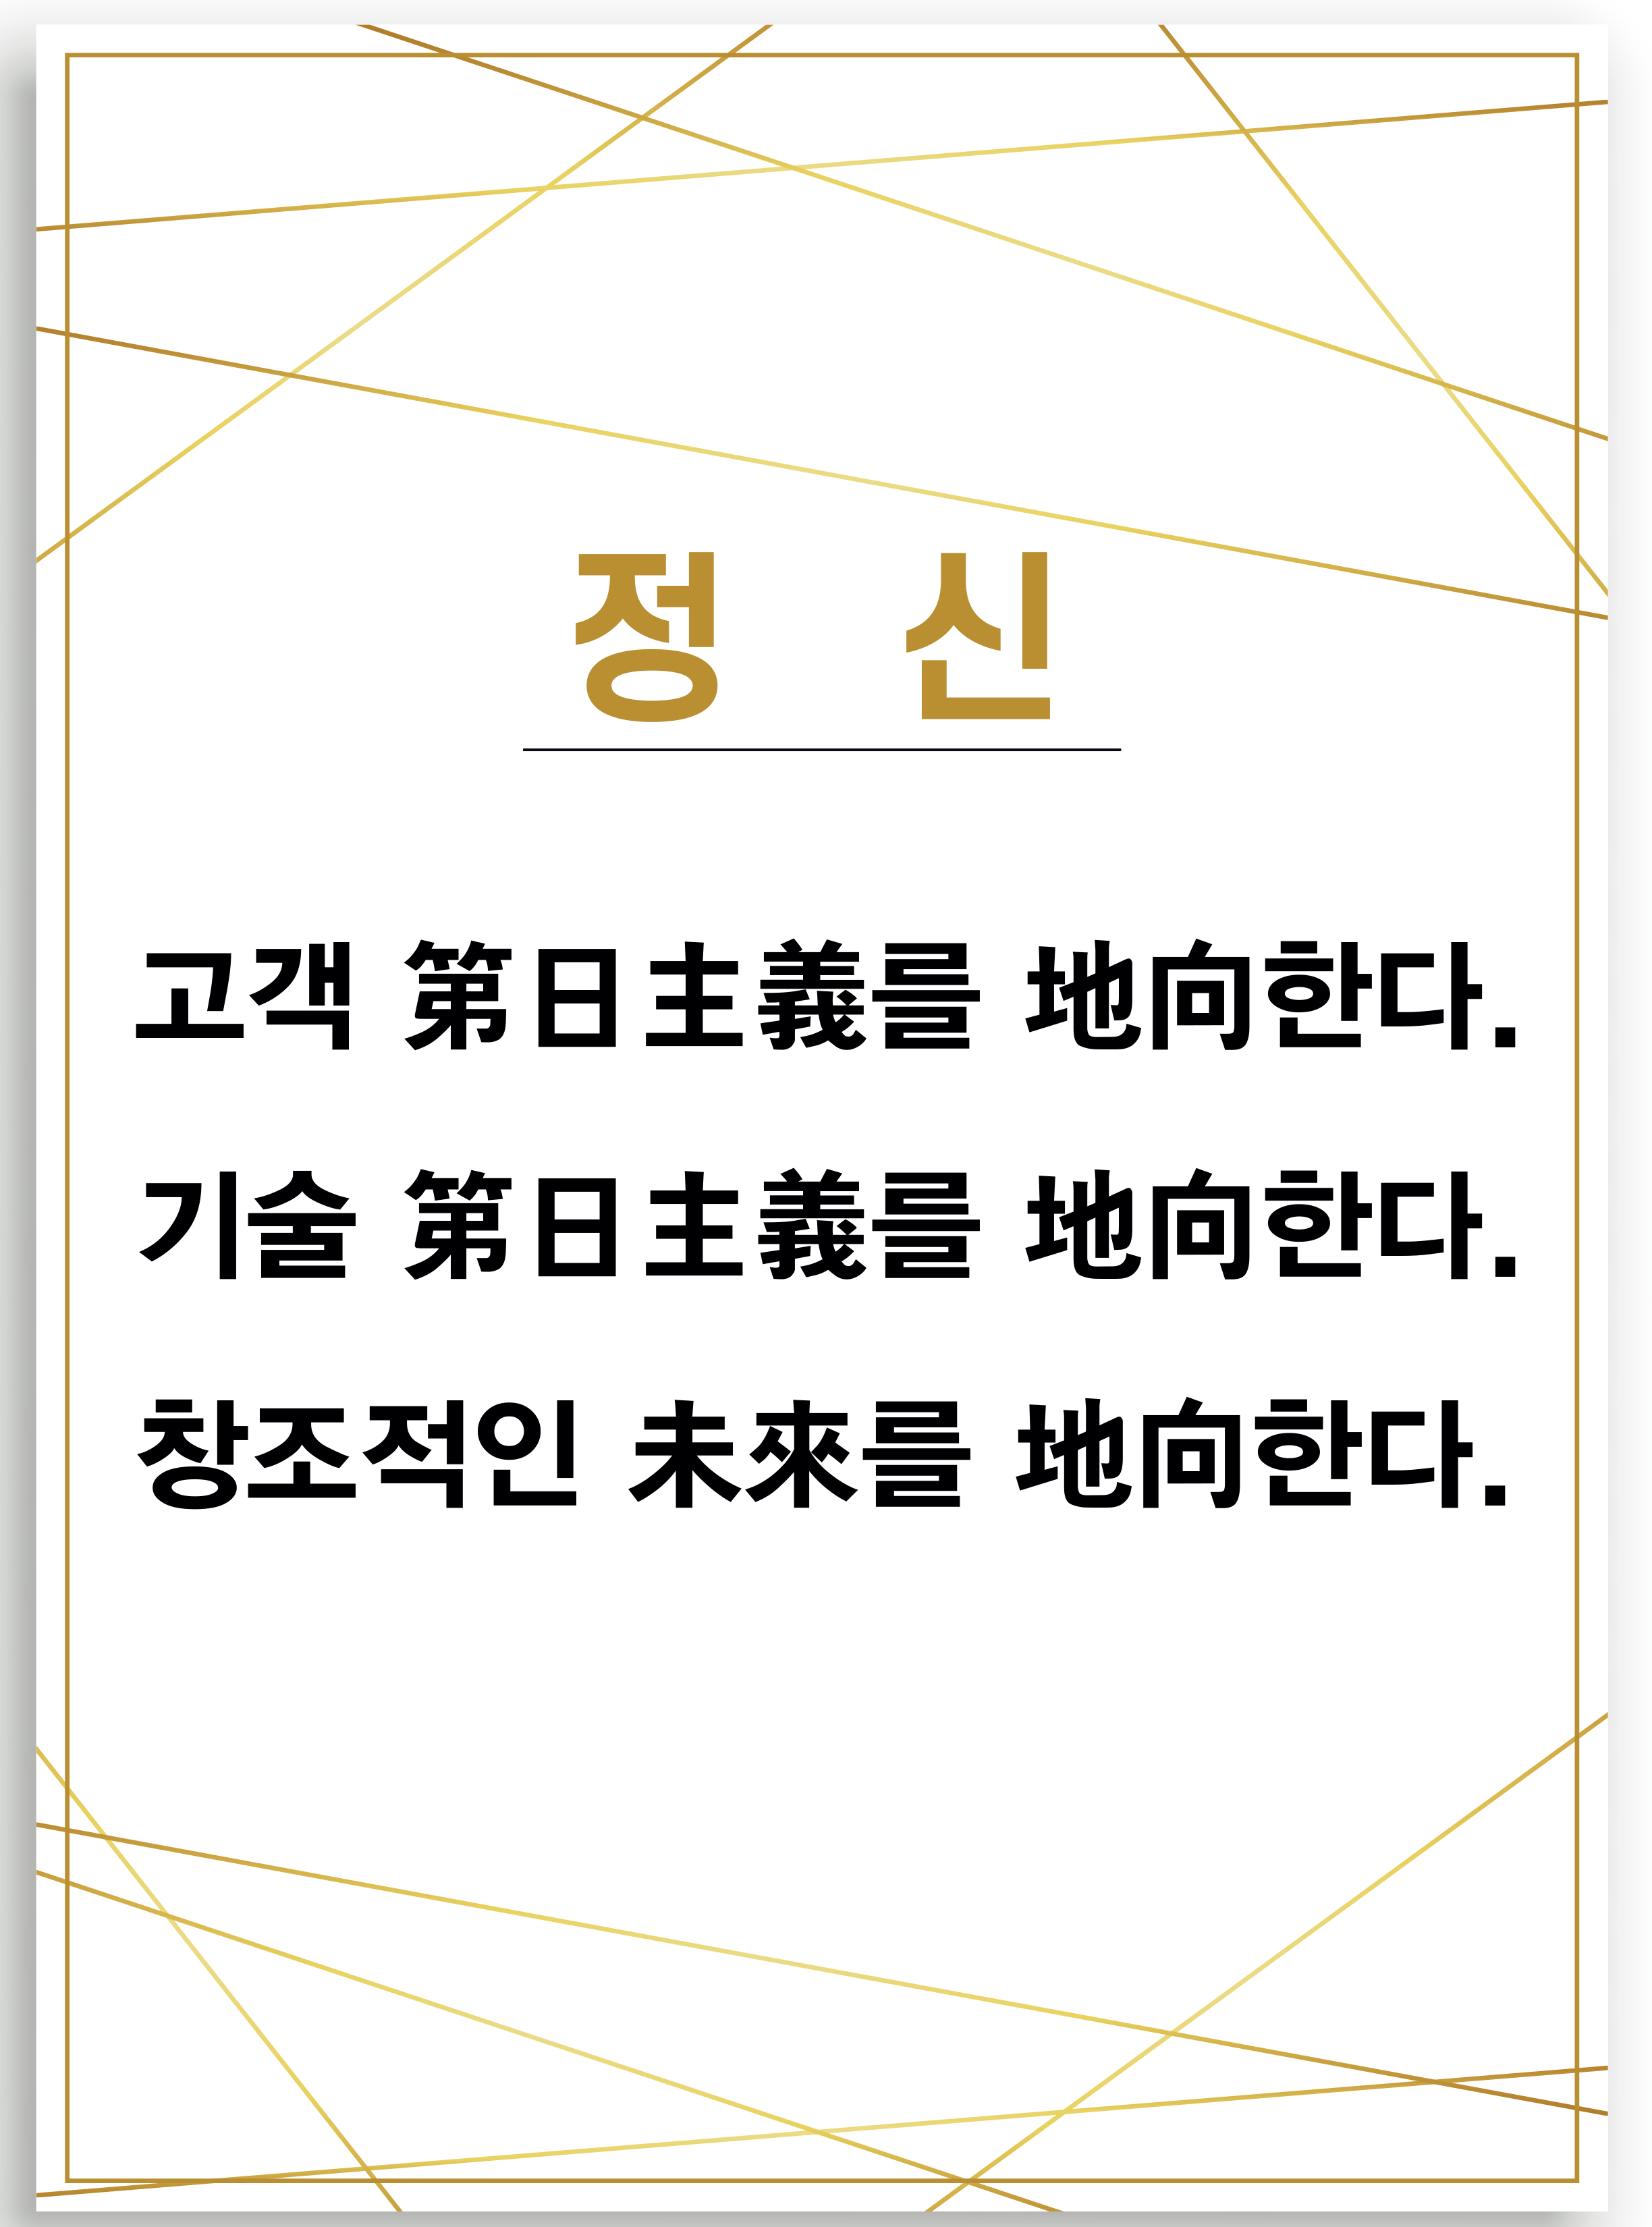 정 신
고객 第日主義를 地向한다.
기술 第日主義를 地向한다.
창조적인 未來를 地向한다.